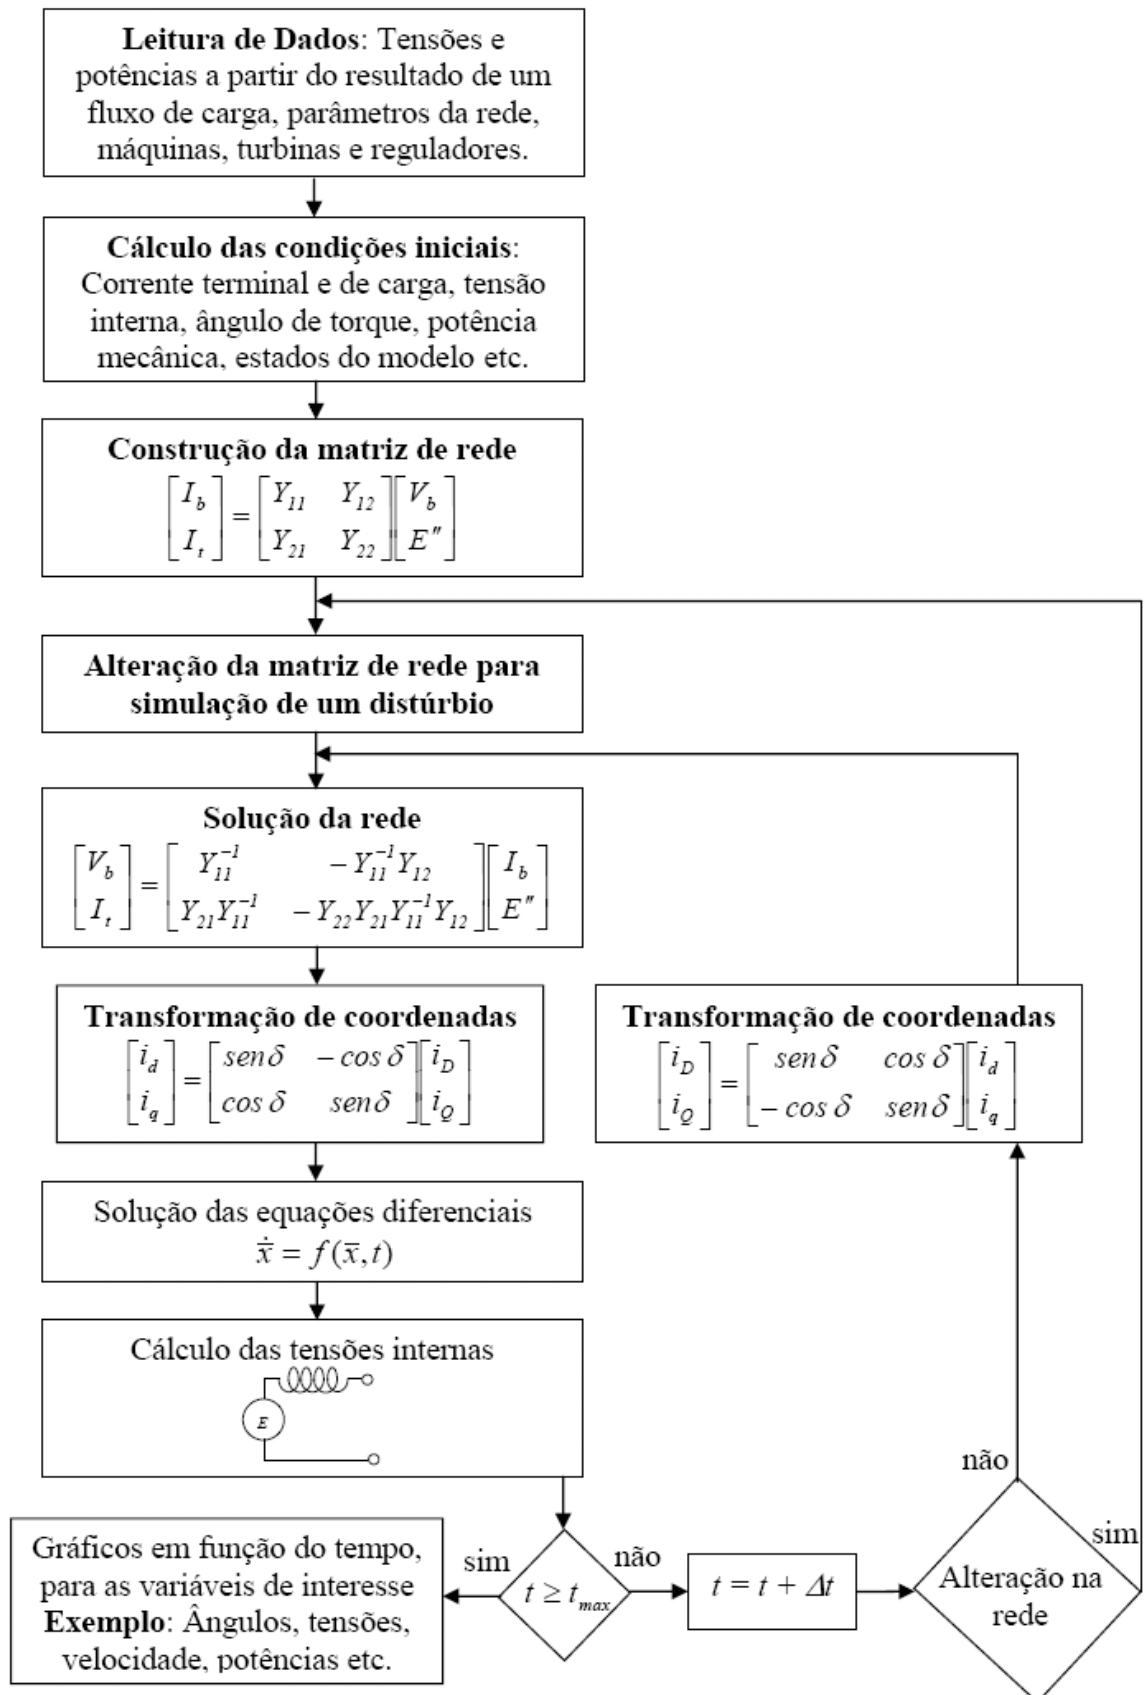 Leitura de Dados: Tensões e
potências a partir do resultado de um
fluxo de carga, parâmetros da rede,
máquinas, turbinas e reguladores.
Cálculo das condições iniciais:
Corrente terminal e de carga, tensão
interna, ângulo de torque, potência
mecânica, estados do modelo etc.
Construção da matriz de rede
[I_b; I_t] = [Y_11 Y_12; Y_21 Y_22][V_b; E"]
Alteração da matriz de rede para
simulação de um distúrbio
Solução da rede
[V_b; I_t] = [Y_11^-1 -Y_11^-1 Y_12; Y_21 Y_11^-1 -Y_22 Y_21 Y_11^-1 Y_12][I_b; E"]
Transformação de coordenadas
[i_d; i_q] = [sen δ - cos δ; cos δ sen δ][i_D; i_Q]
Transformação de coordenadas
[i_D; i_Q] = [sen δ cos δ; - cos δ sen δ][i_d; i_q]
Solução das equações diferenciais
ẋ̄ = f(x̄,t)
Cálculo das tensões internas
E
t ≥ t_max
sim
não
t = t + Δt
Alteração na
rede
não
sim
Gráficos em função do tempo,
para as variáveis de interesse
Exemplo: Ângulos, tensões,
velocidade, potências etc.